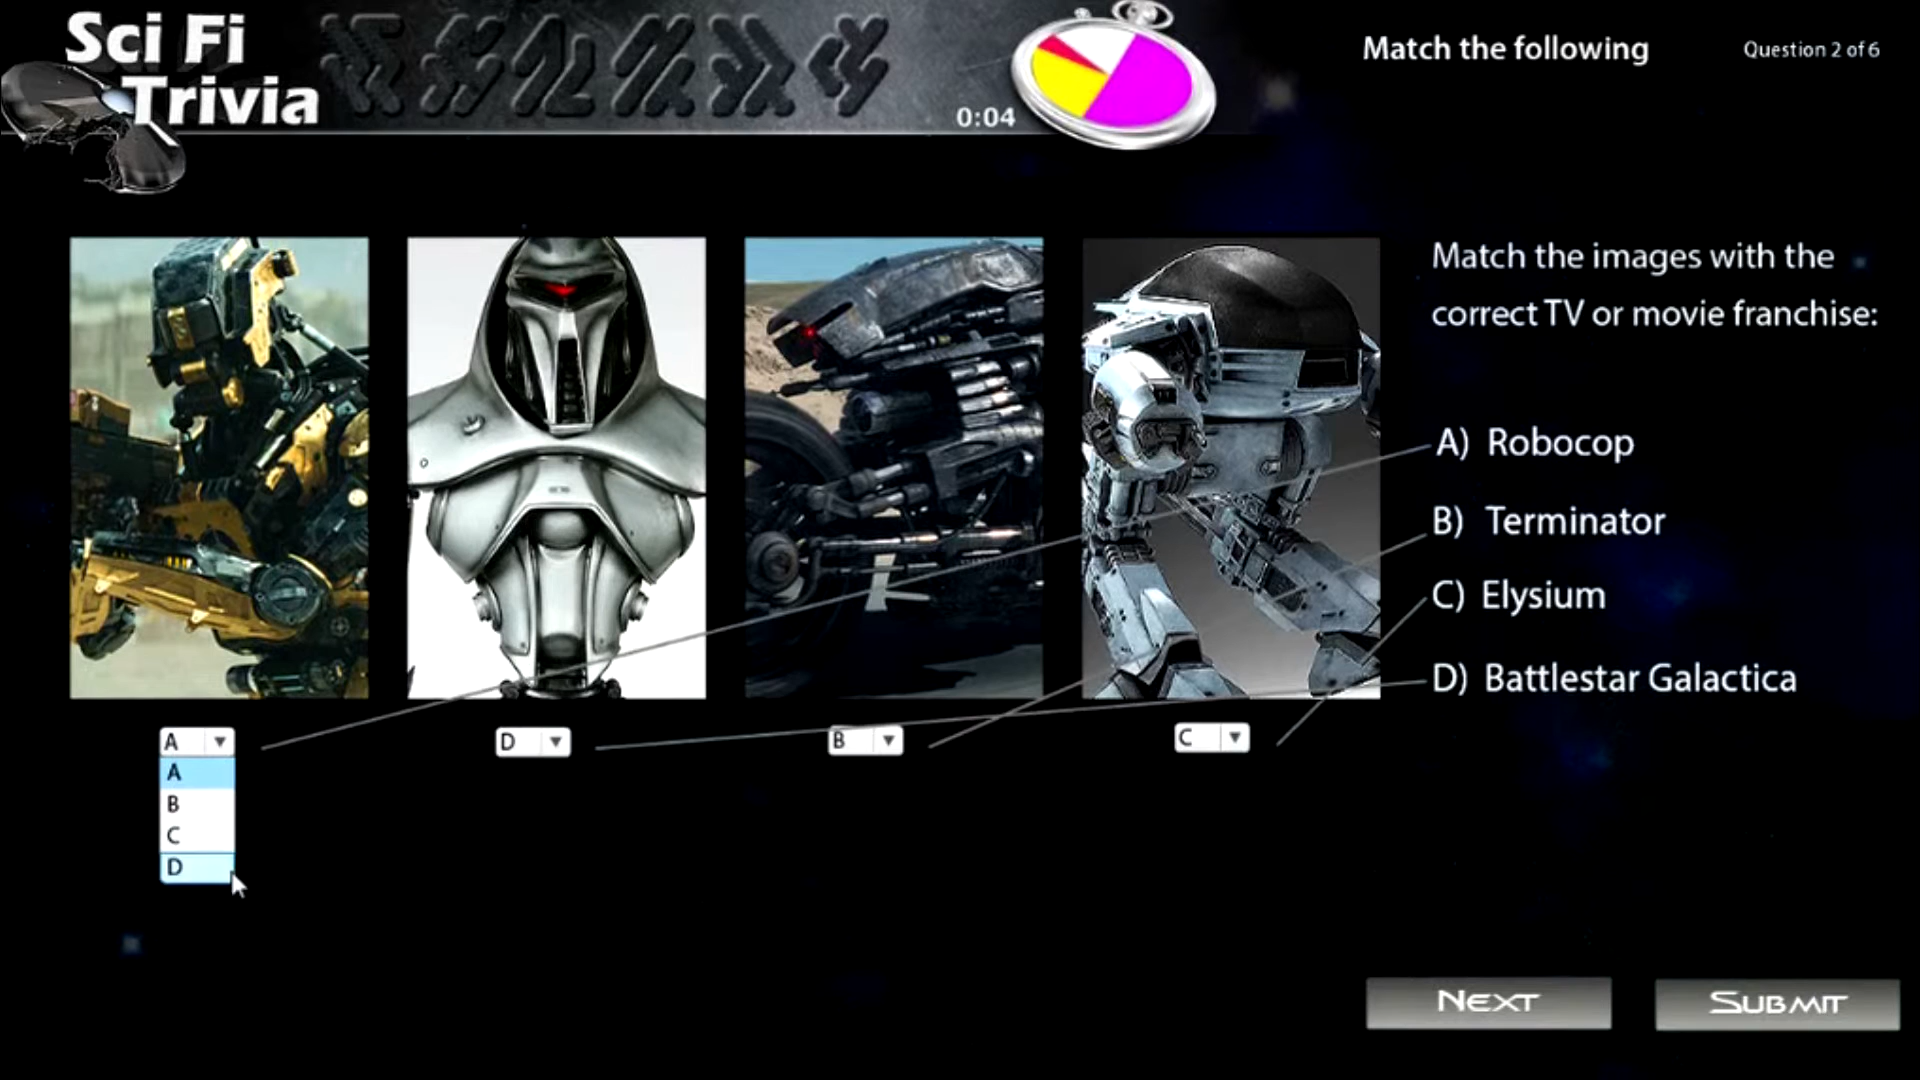 Sci Fi
Trivia
0:04
Match the following
Question 2 of 6
Match the images with the
correct TV or movie franchise:
A) Robocop
B) Terminator
C) Elysium
D) Battlestar Galactica
A
D
B
C
A
B
C
D
NEXT
SUBMIT